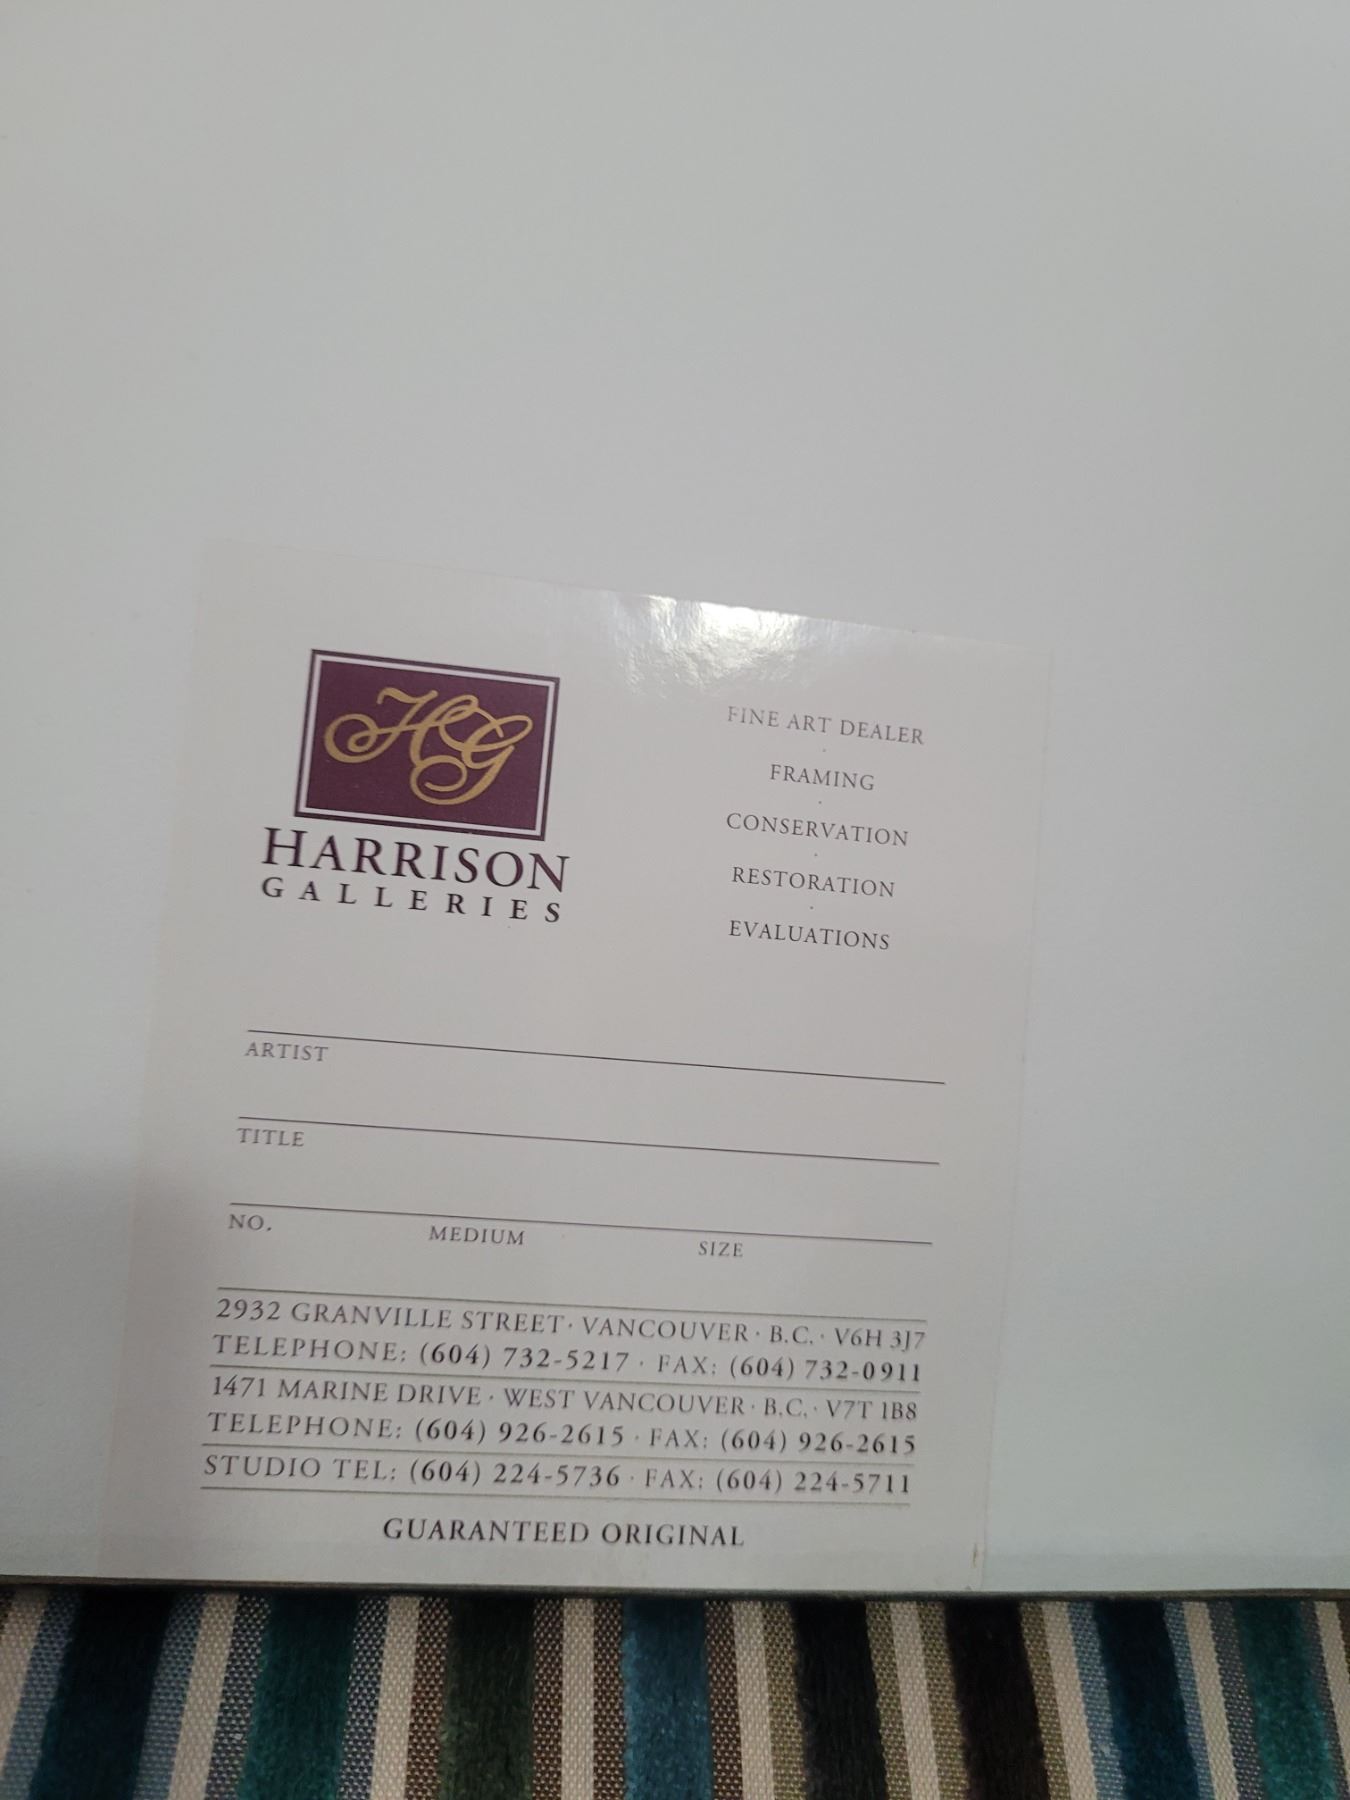 HG
HARRISON
GALLERIES
FINE ART DEALER
·
FRAMING
·
CONSERVATION
·
RESTORATION
·
EVALUATIONS
ARTIST
TITLE
NO. MEDIUM SIZE
2932 GRANVILLE STREET · VANCOUVER · B.C. · V6H 3J7
TELEPHONE: (604) 732-5217 · FAX: (604) 732-0911
1471 MARINE DRIVE · WEST VANCOUVER · B.C. · V7T 1B8
TELEPHONE: (604) 926-2615 · FAX: (604) 926-2615
STUDIO TEL: (604) 224-5736 · FAX: (604) 224-5711
GUARANTEED ORIGINAL